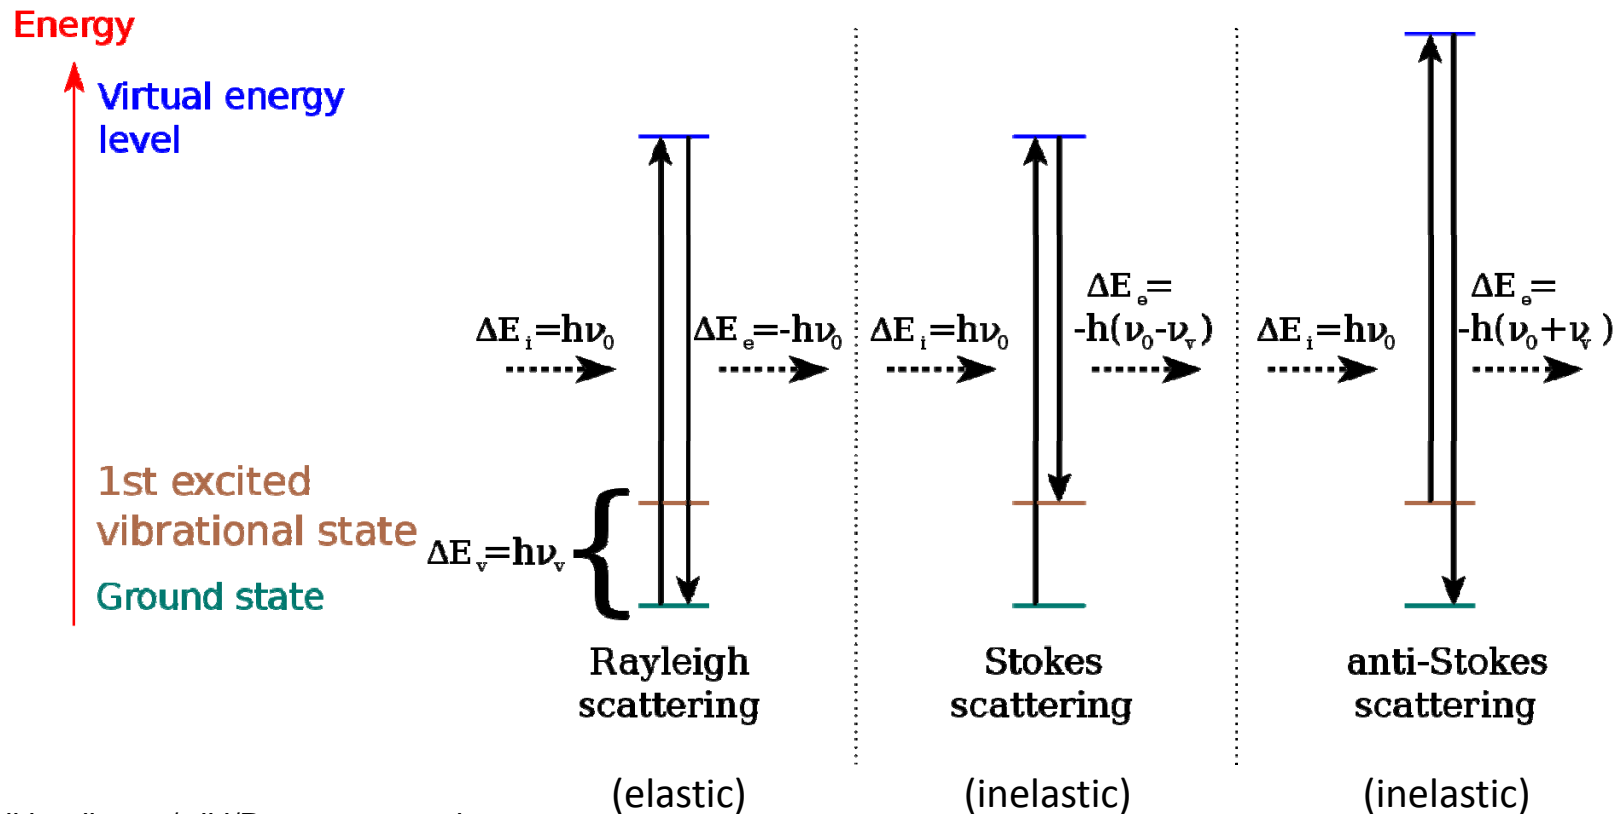 Energy
Virtual energy
level
1st excited
vibrational state
Ground state
ΔEᵥ=hνᵥ
ΔEᵢ=hν₀
ΔEₑ=-hν₀
Rayleigh
scattering
(elastic)
ΔEᵢ=hν₀
ΔEₑ=
-h(ν₀-νᵥ)
Stokes
scattering
(inelastic)
ΔEᵢ=hν₀
ΔEₑ=
-h(ν₀+νᵥ)
anti-Stokes
scattering
(inelastic)